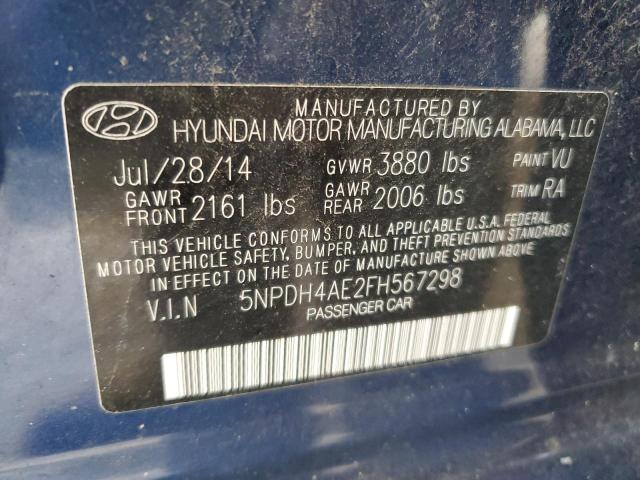 MANUFACTURED BY
HYUNDAI MOTOR MANUFACTURING ALABAMA, LLC
Jul/28/14 GVWR 3880 lbs PAINT VU
GAWR FRONT 2161 lbs GAWR REAR 2006 lbs TRIM RA
THIS VEHICLE CONFORMS TO ALL APPLICABLE U.S.A. FEDERAL
MOTOR VEHICLE SAFETY, BUMPER, AND THEFT PREVENTION STANDARDS
IN EFFECT ON THE DATE OF MANUFACTURE SHOWN ABOVE.
V.I.N 5NPDH4AE2FH567298
PASSENGER CAR